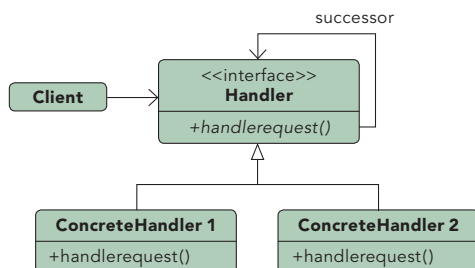 successor
<<interface>>
Handler
Client
+handlerequest()
ConcreteHandler 1
ConcreteHandler 2
+handlerequest()
+handlerequest()